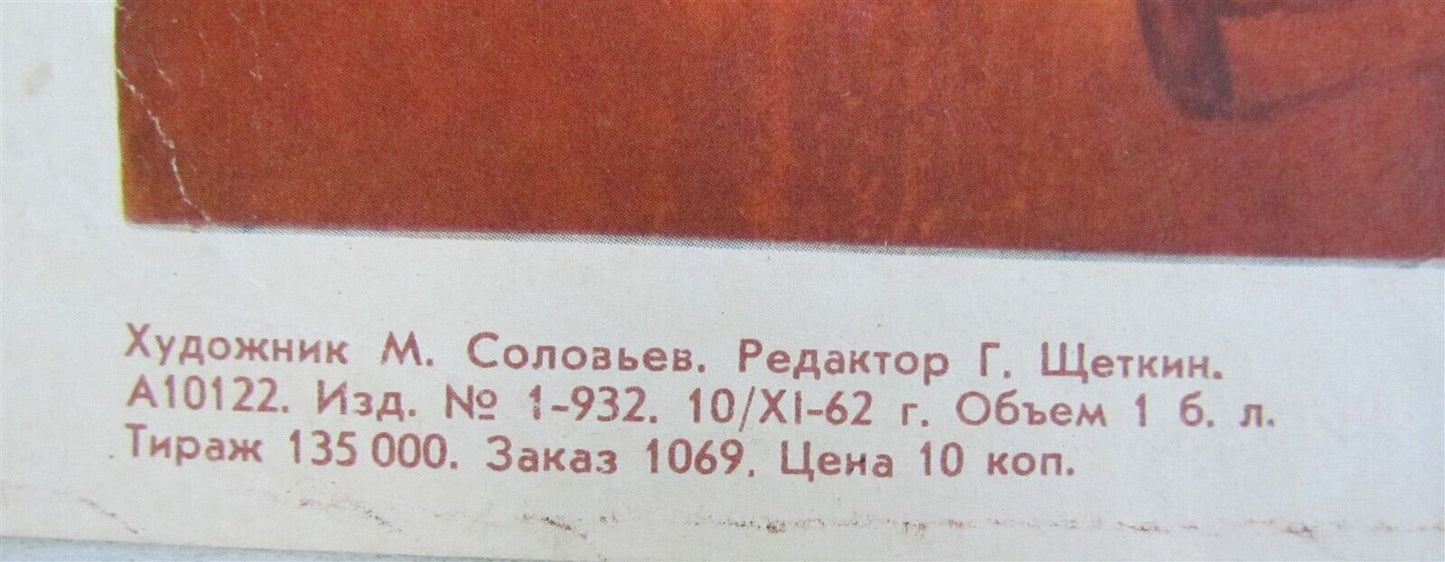 Художник М. Соловьев. Редактор Г. Щеткин.
А10122. Изд. № 1-932. 10/XI-62 г. Объем 1 б. л.
Тираж 135 000. Заказ 1069. Цена 10 коп.